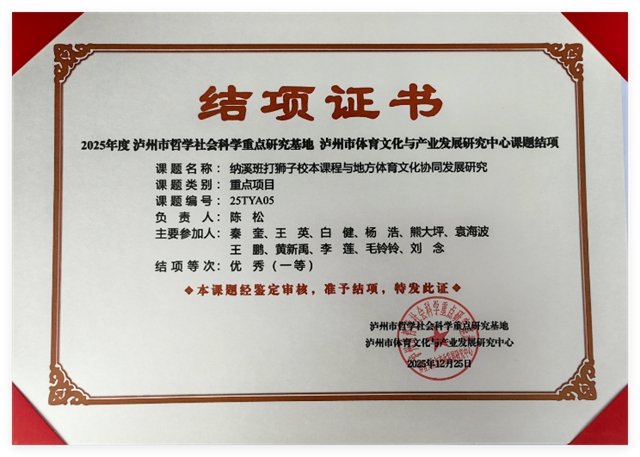 结项证书
2025年度 泸州市哲学社会科学重点研究基地 泸州市体育文化与产业发展研究中心课题结项
课题名称：纳溪班打狮子校本课程与地方体育文化协同发展研究
课题类别：重点项目
课题编号：25TYA05
负责人：陈 松
主要参加人：秦 奎、王 英、白 健、杨 浩、熊大坪、袁海波
王 鹏、黄新禹、李 莲、毛铃铃、刘 念
结项等次：优 秀（一等）
❖本课题经鉴定审核，准予结项，特发此证❖
泸州市哲学社会科学重点研究基地
泸州市体育文化与产业发展研究中心
2025年12月25日